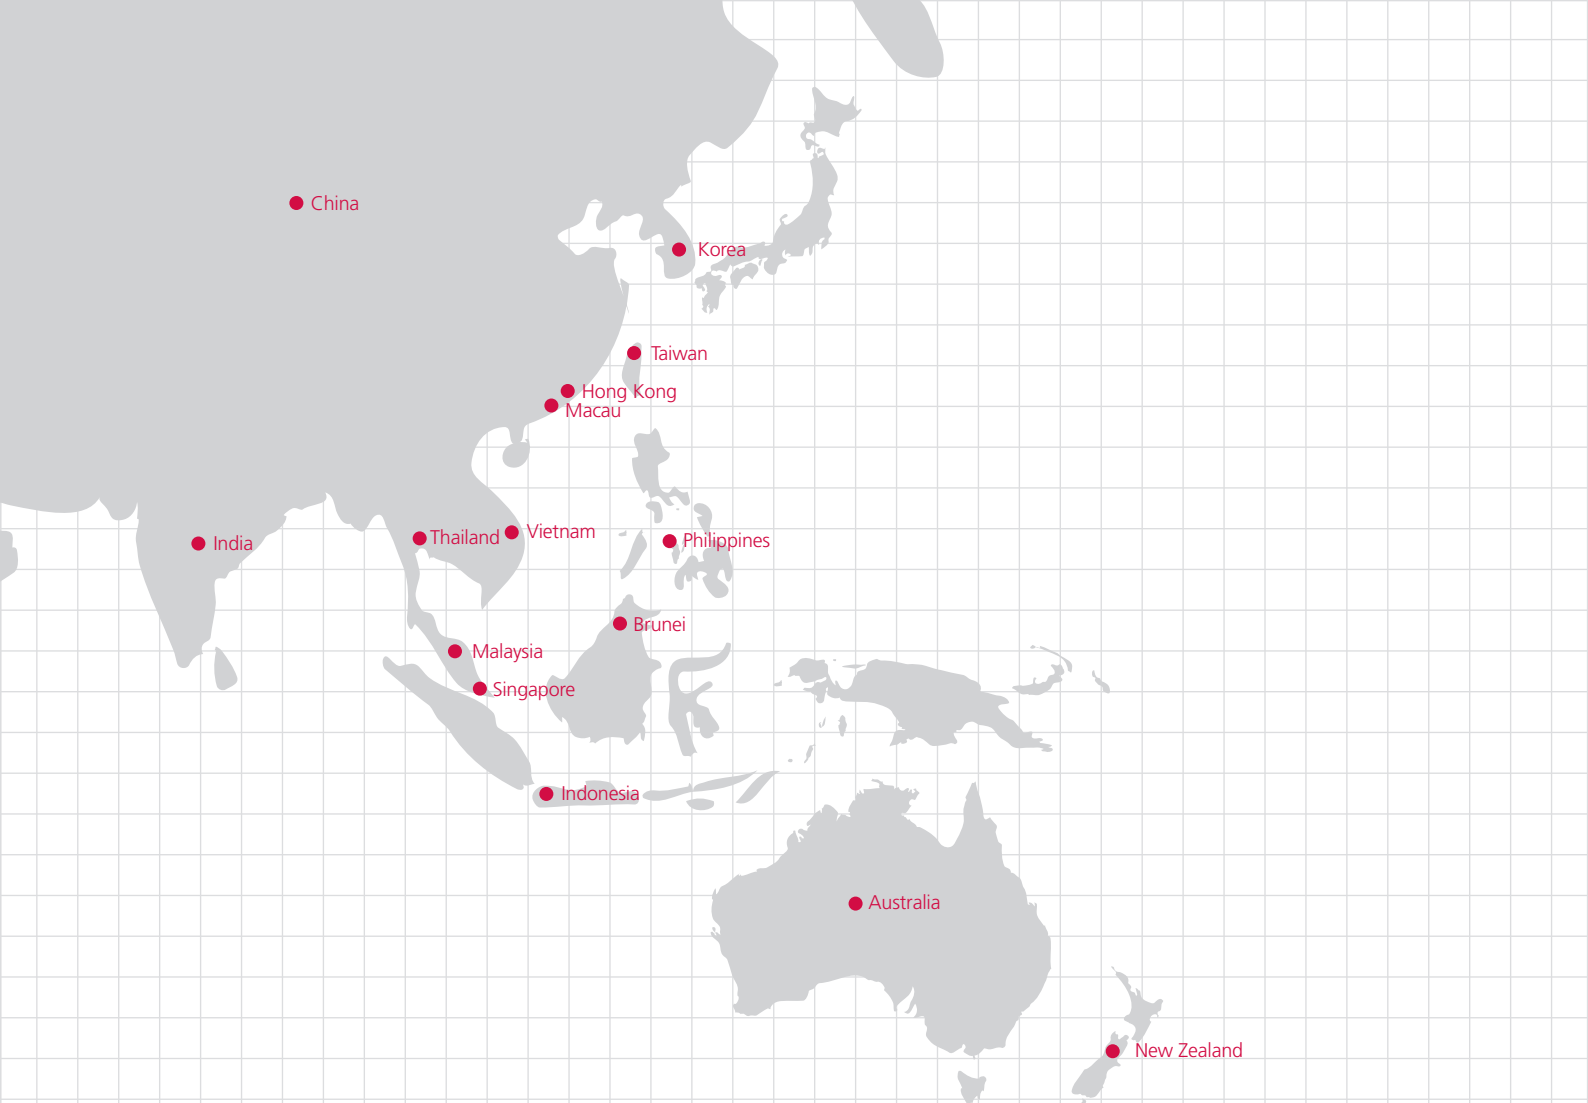 China
Korea
Taiwan
Hong Kong
Macau
India
Thailand
Vietnam
Philippines
Brunei
Malaysia
Singapore
Indonesia
Australia
New Zealand